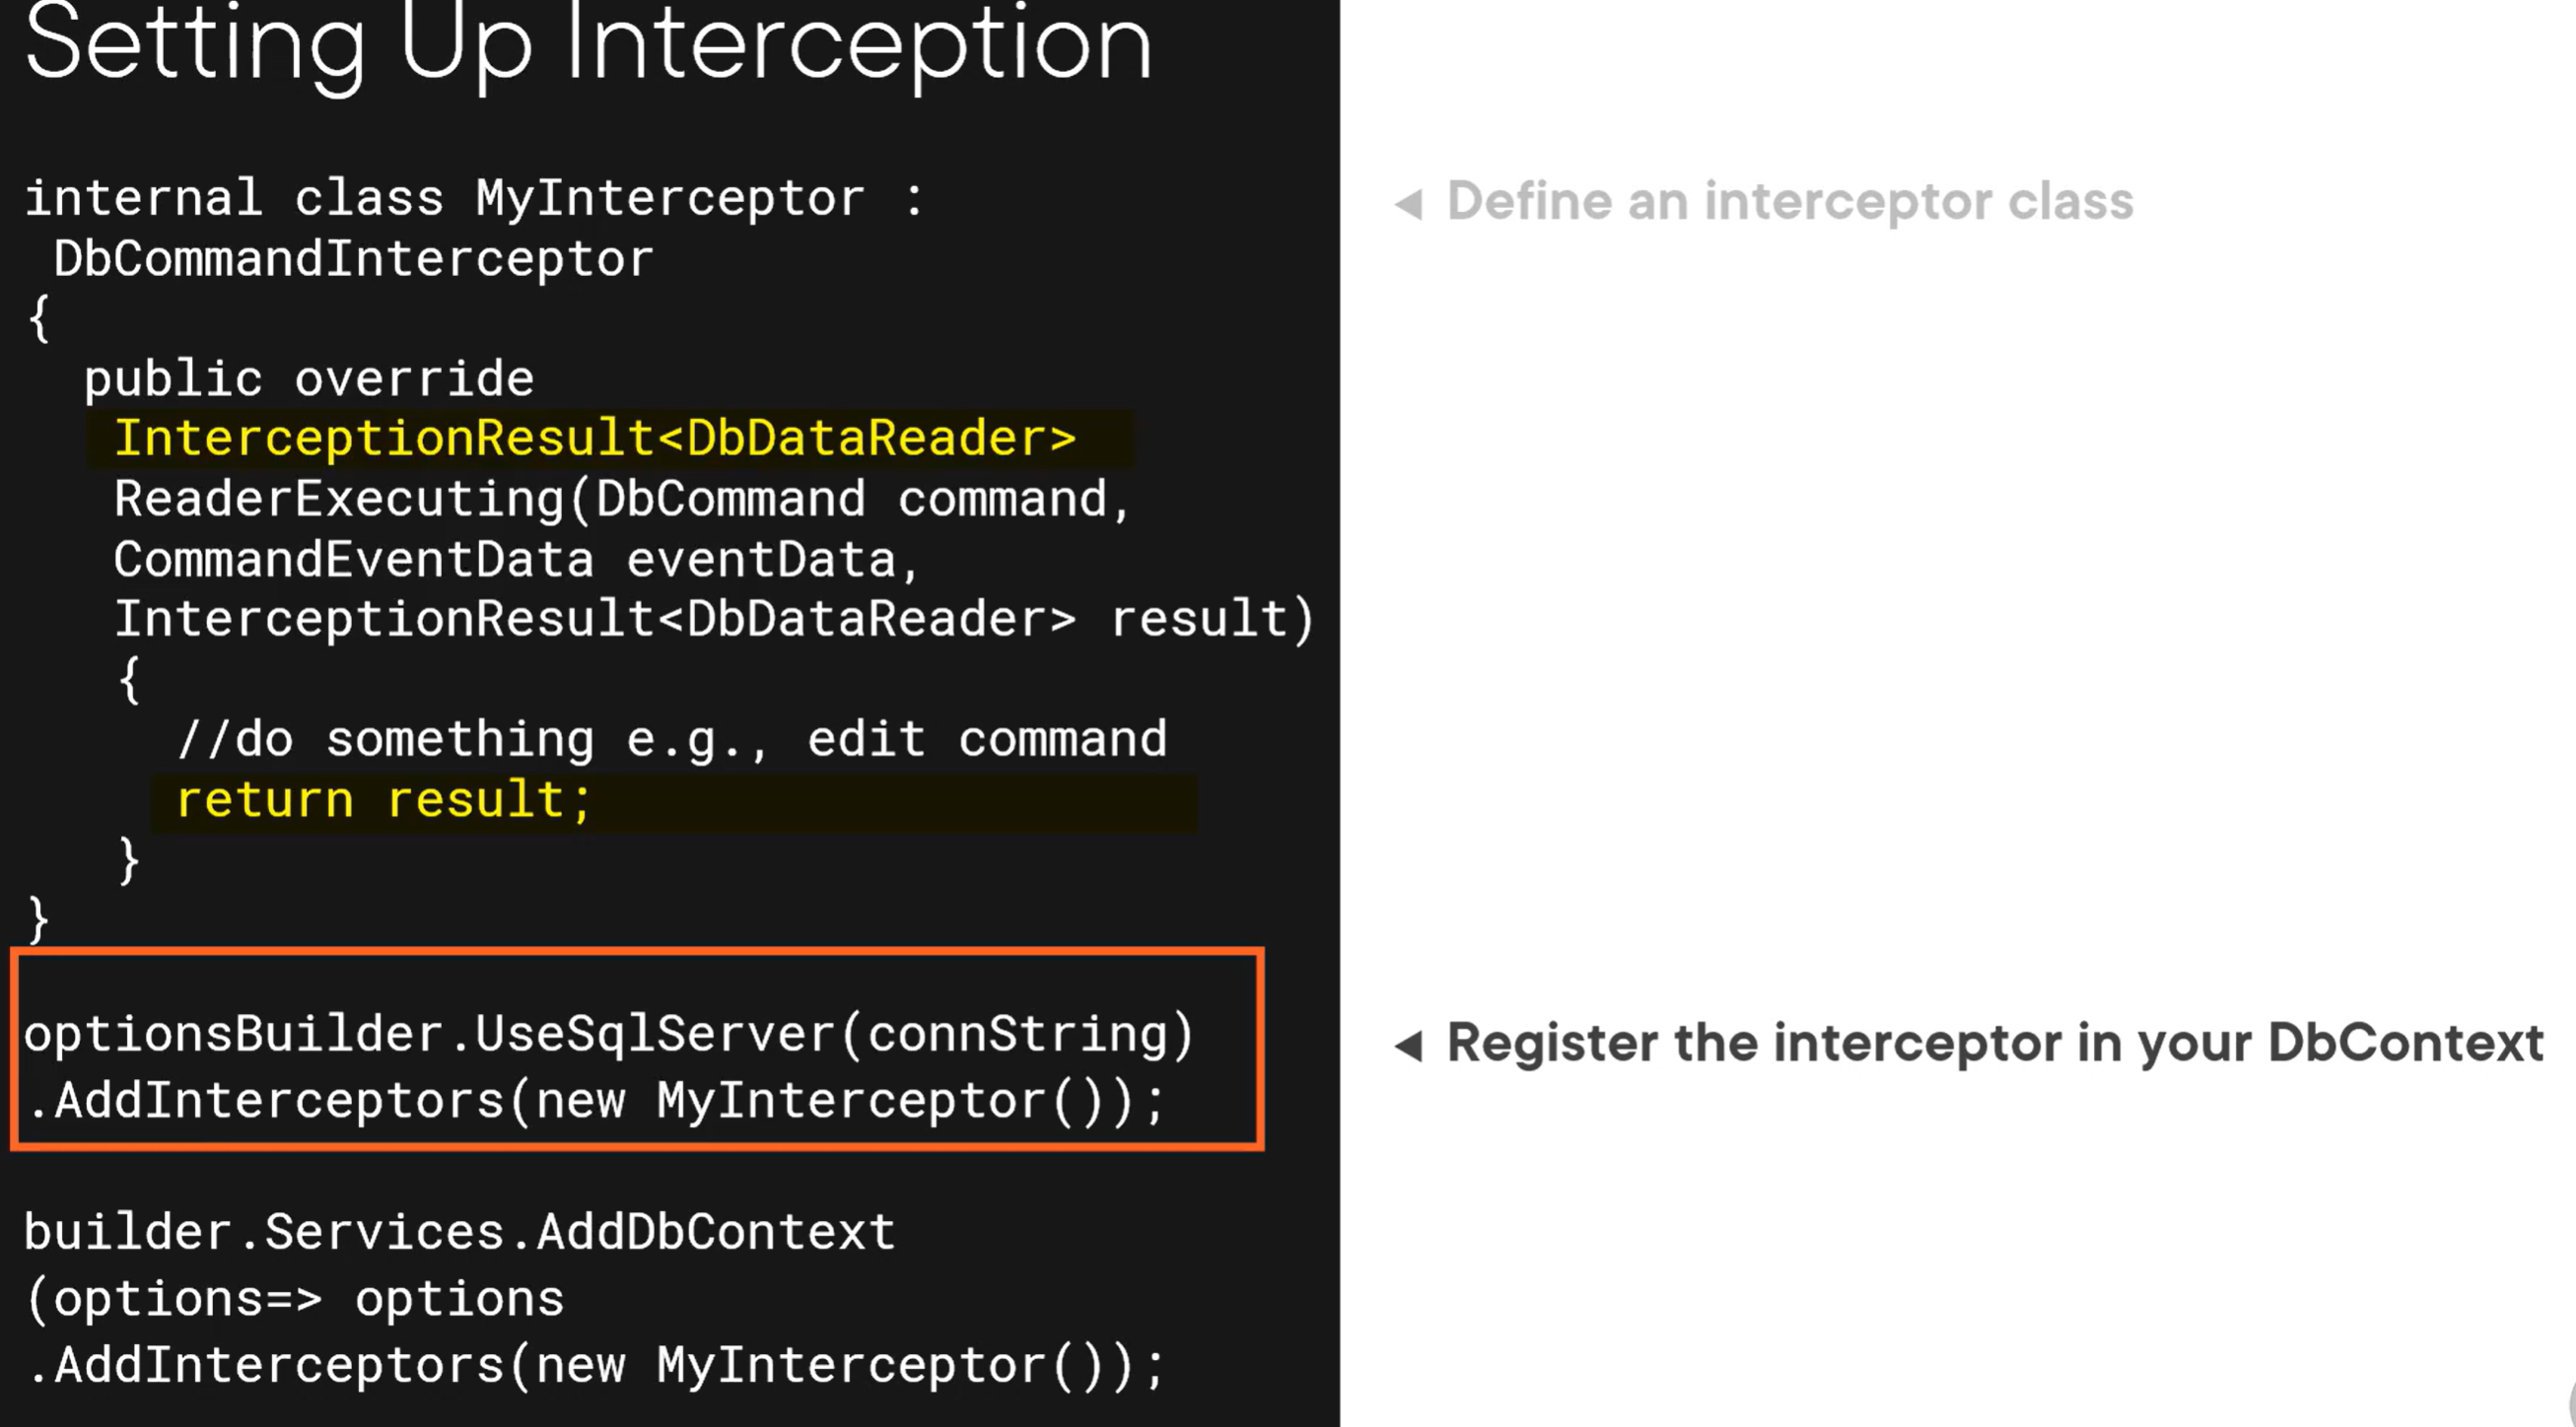 Setting Up Interception
internal class MyInterceptor :
DbCommandInterceptor
{
public override
InterceptionResult<DbDataReader>
ReaderExecuting(DbCommand command,
CommandEventData eventData,
InterceptionResult<DbDataReader> result)
{
//do something e.g., edit command
return result;
}
}
optionsBuilder.UseSqlServer(connString)
.AddInterceptors(new MyInterceptor());
builder.Services.AddDbContext
(options=> options
.AddInterceptors(new MyInterceptor());
◄ Define an interceptor class
◄ Register the interceptor in your DbContext